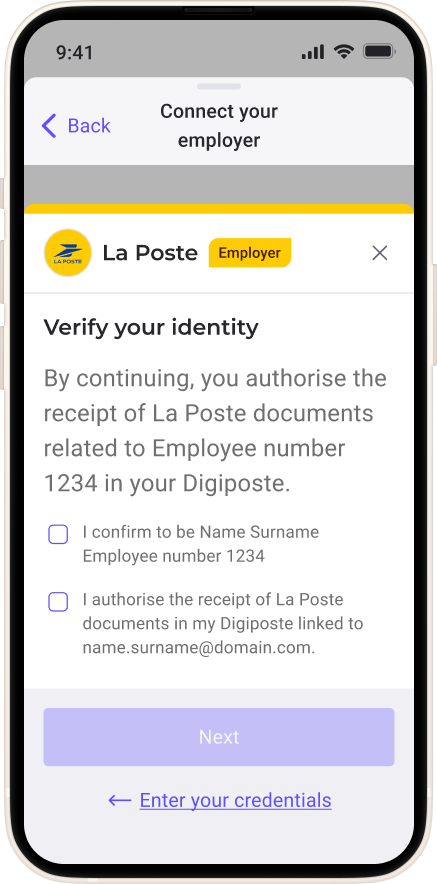 9:41
Back
Connect your
employer
LA POSTE
La Poste
Employer
Verify your identity
By continuing, you authorise the
receipt of La Poste documents
related to Employee number
1234 in your Digiposte.
I confirm to be Name Surname
Employee number 1234
I authorise the receipt of La Poste
documents in my Digiposte linked to
name.surname@domain.com.
Next
Enter your credentials